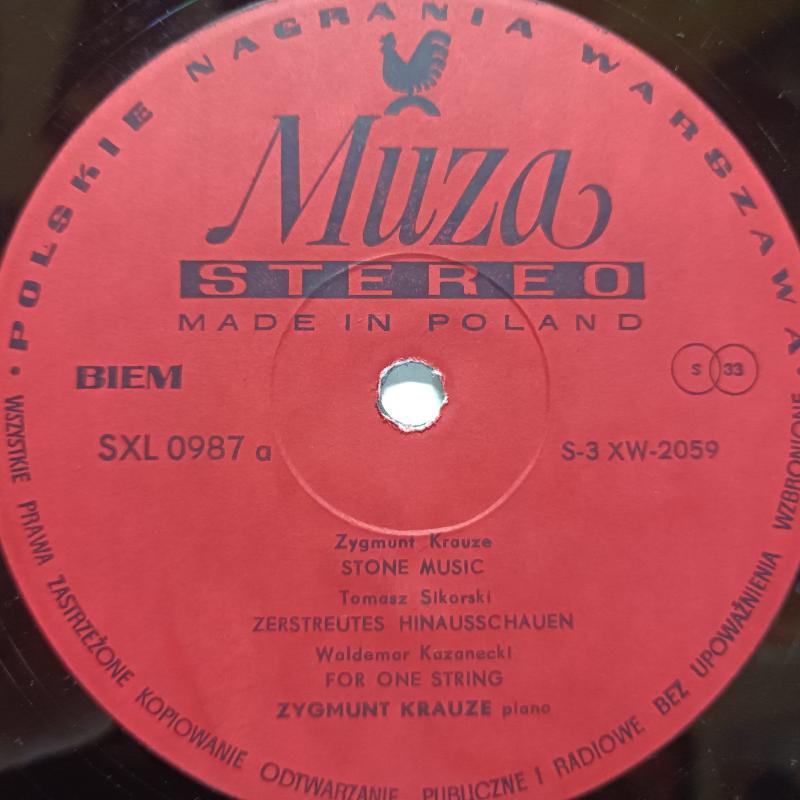 • POLSKIE NAGRANIA WARSZAWA •
Muza
STEREO
MADE IN POLAND
BIEM
S 33
SXL 0987 a
S-3 XW-2059
Zygmunt Krauze
STONE MUSIC
Tomasz Sikorski
ZERSTREUTES HINAUSSCHAUEN
Waldemar Kazanecki
FOR ONE STRING
ZYGMUNT KRAUZE piano
WSZYSTKIE PRAWA ZASTRZEŻONE KOPIOWANIE ODTWARZANIE PUBLICZNE I RADIOWE BEZ UPOWAŻNIENIA WZBRONIONE